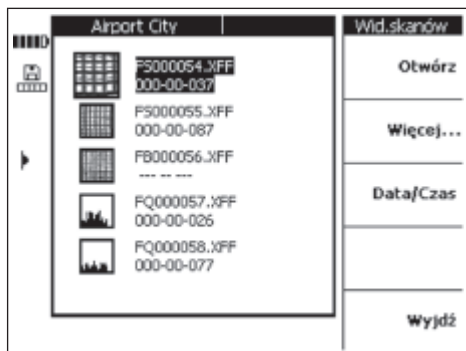 Airport City
Wid.skanów
FS000054.XFF
000-00-037
Otwórz
FS000055.XFF
000-00-087
Więcej...
FB000056.XFF
--- -- ---
Data/Czas
FQ000057.XFF
000-00-026
FQ000058.XFF
000-00-077
Wyjdź